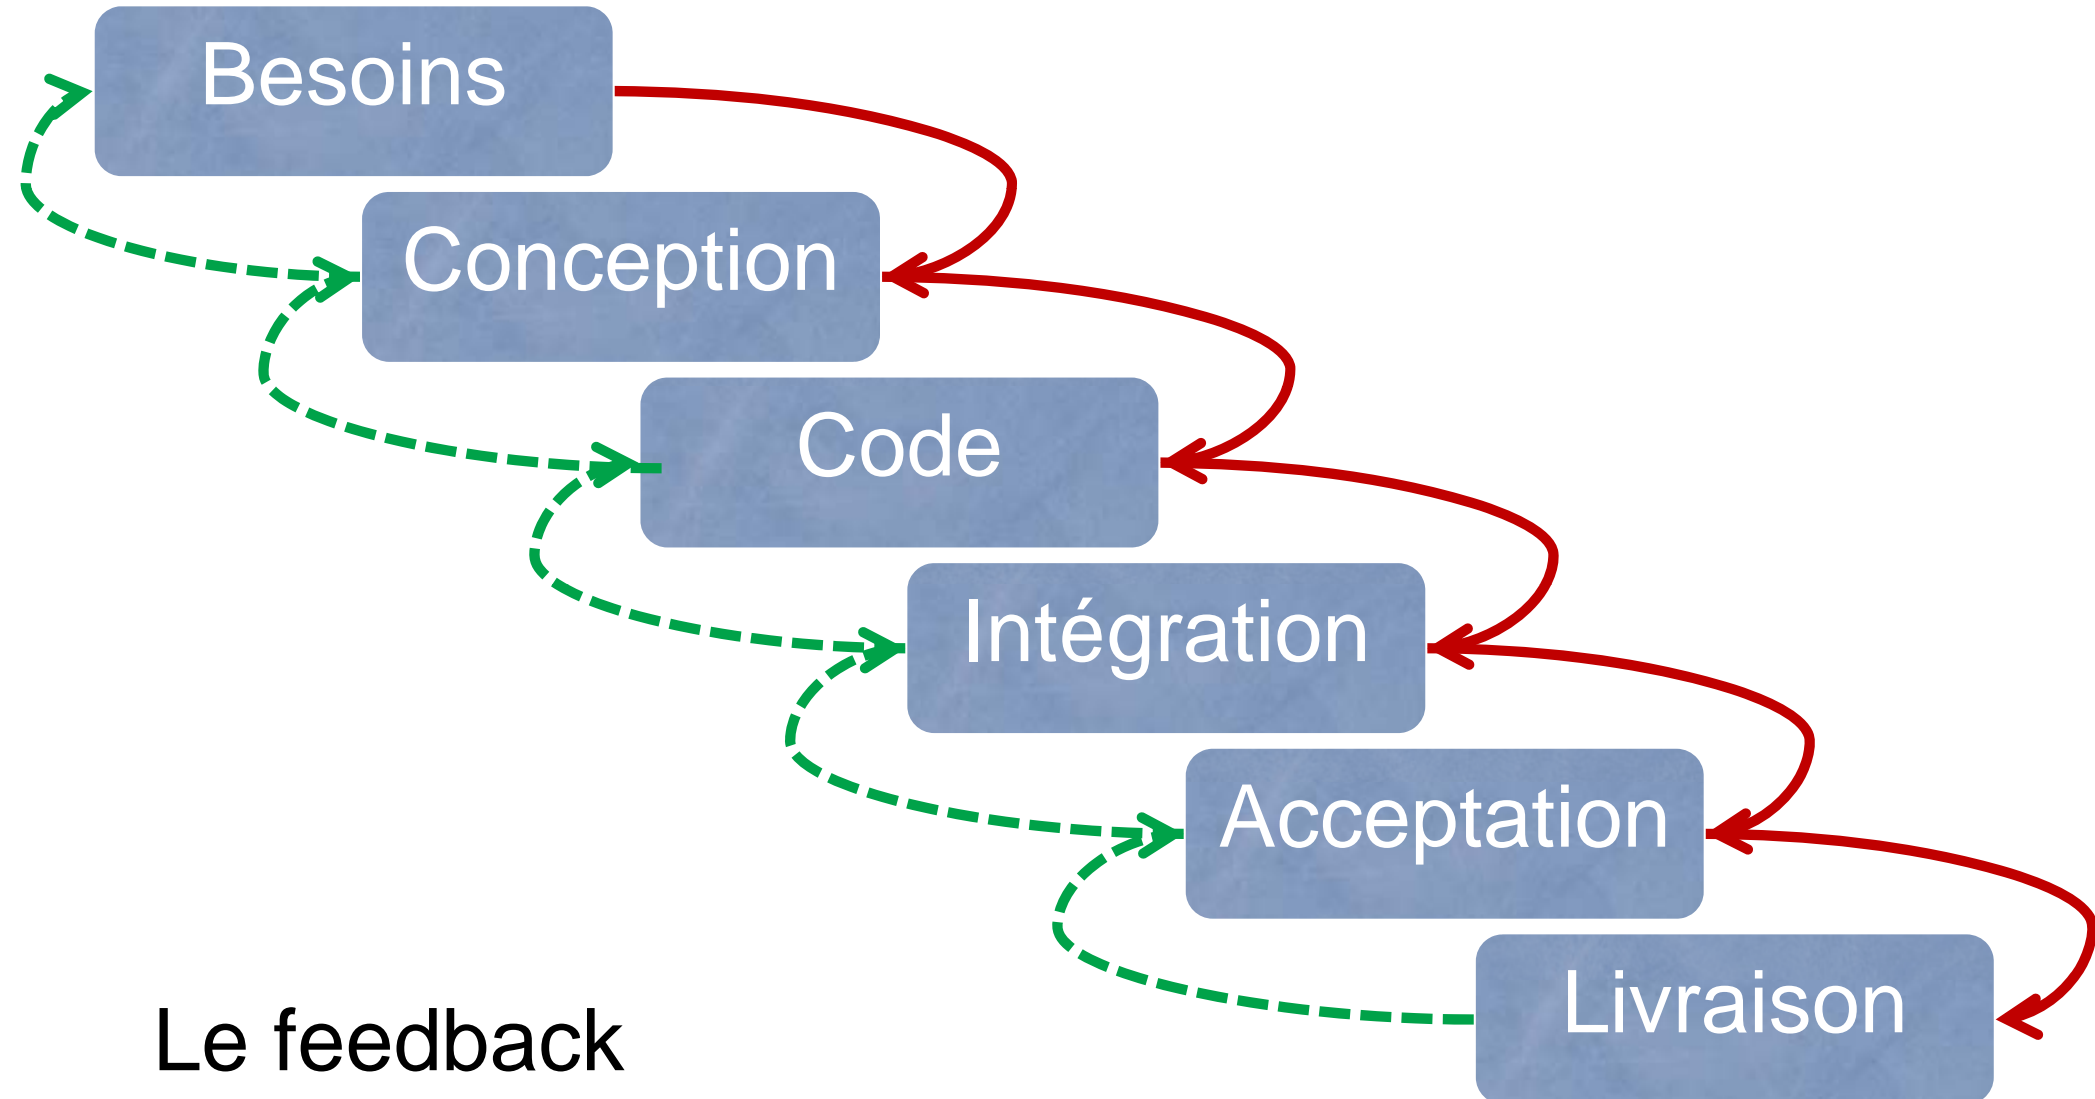 Besoins
Conception
Code
Intégration
Acceptation
Livraison
Le feedback